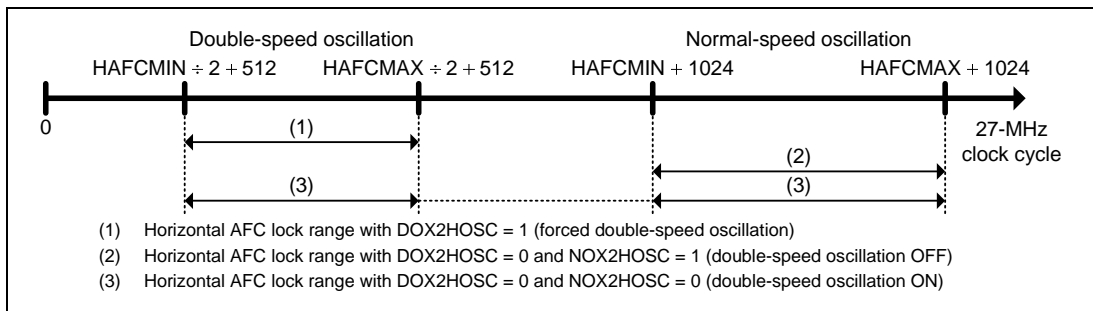 Double-speed oscillation Normal-speed oscillation
HAFCMIN ÷ 2 + 512 HAFCMAX ÷ 2 + 512 HAFCMIN + 1024 HAFCMAX + 1024
0
27-MHz
clock cycle
(1)
(2)
(3) (3)
(1) Horizontal AFC lock range with DOX2HOSC = 1 (forced double-speed oscillation)
(2) Horizontal AFC lock range with DOX2HOSC = 0 and NOX2HOSC = 1 (double-speed oscillation OFF)
(3) Horizontal AFC lock range with DOX2HOSC = 0 and NOX2HOSC = 0 (double-speed oscillation ON)